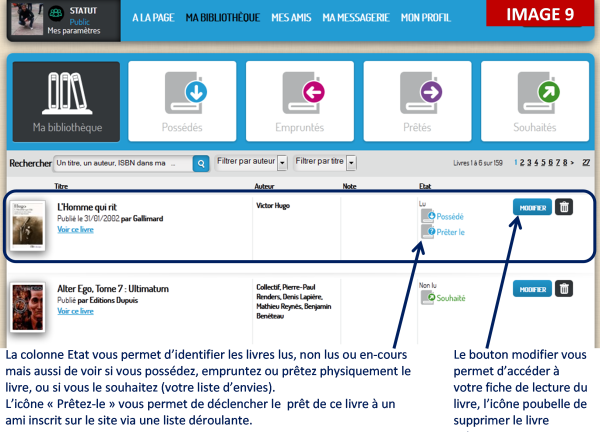 STATUT
Public
Mes paramètres
A LA PAGE MA BIBLIOTHÈQUE MES AMIS MA MESSAGERIE MON PROFIL
IMAGE 9
Ma bibliothèque
Possédés
Empruntés
Prêtés
Souhaités
Rechercher Un titre, un auteur, ISBN dans ma ... Filtrer par auteur Filtrer par titre Livres 1 à 6 sur 159 1 2 3 4 5 6 7 8 > 27
Titre Auteur Note Etat
L'Homme qui rit
Publié le 31/01/2002 par Gallimard
Voir ce livre
Victor Hugo
Lu
Possédé
Prêter le
MODIFIER
Alter Ego, Tome 7 : Ultimatum
Publié par Editions Dupuis
Voir ce livre
Collectif, Pierre-Paul
Renders, Denis Lapière,
Mathieu Reynès, Benjamin
Benéteau
Non lu
Souhaité
MODIFIER
La colonne Etat vous permet d'identifier les livres lus, non lus ou en-cours
mais aussi de voir si vous possédez, empruntez ou prêtez physiquement le
livre, ou si vous le souhaitez (votre liste d'envies).
L'icône « Prêtez-le » vous permet de déclencher le prêt de ce livre à un
ami inscrit sur le site via une liste déroulante.
Le bouton modifier vous
permet d'accéder à
votre fiche de lecture du
livre, l'icône poubelle de
supprimer le livre